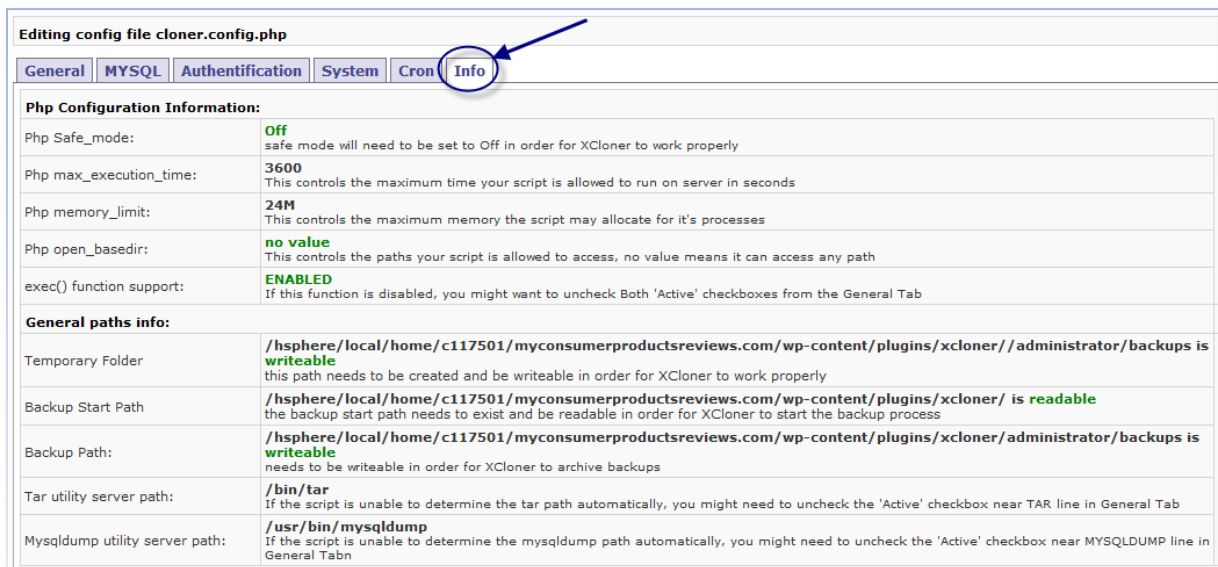 Editing config file cloner.config.php
General MYSQL Authentification System Cron Info
Php Configuration Information:
Php Safe_mode:
Off
safe mode will need to be set to Off in order for XCloner to work properly
Php max_execution_time:
3600
This controls the maximum time your script is allowed to run on server in seconds
Php memory_limit:
24M
This controls the maximum memory the script may allocate for it's processes
Php open_basedir:
no value
This controls the paths your script is allowed to access, no value means it can access any path
exec() function support:
ENABLED
If this function is disabled, you might want to uncheck Both 'Active' checkboxes from the General Tab
General paths info:
Temporary Folder
/hsphere/local/home/c117501/myconsumerproductsreviews.com/wp-content/plugins/xcloner//administrator/backups is
writeable
this path needs to be created and be writeable in order for XCloner to work properly
Backup Start Path
/hsphere/local/home/c117501/myconsumerproductsreviews.com/wp-content/plugins/xcloner/ is readable
the backup start path needs to exist and be readable in order for XCloner to start the backup process
Backup Path:
/hsphere/local/home/c117501/myconsumerproductsreviews.com/wp-content/plugins/xcloner/administrator/backups is
writeable
needs to be writeable in order for XCloner to archive backups
Tar utility server path:
/bin/tar
If the script is unable to determine the tar path automatically, you might need to uncheck the 'Active' checkbox near TAR line in General Tab
Mysqldump utility server path:
/usr/bin/mysqldump
If the script is unable to determine the mysqldump path automatically, you might need to uncheck the 'Active' checkbox near MYSQLDUMP line in
General Tabn